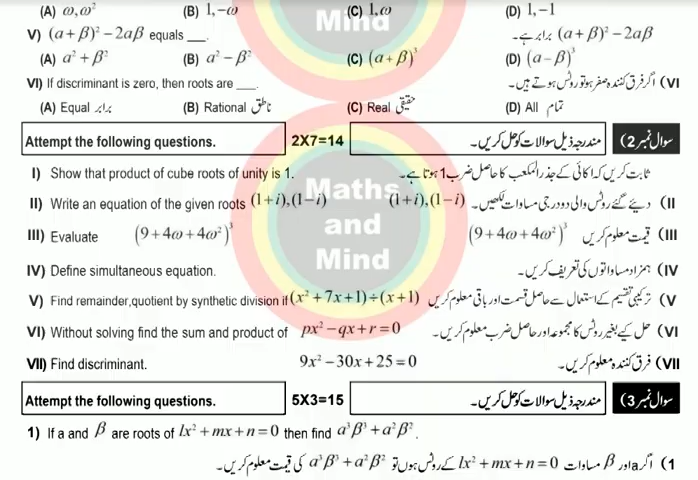 (A) ω,ω² (B) 1,-ω (C) 1,ω (D) 1,-1
V) (α+β)²-2αβ equals ___. (α+β)²-2αβ برابر ہے۔
(A) α²+β² (B) α²-β² (C) (α+β)³ (D) (α-β)³
VI) If discriminant is zero, then roots are ___. VI) اگر فرق کنندہ صفر ہو تو روٹس ہوتے ہیں۔
(A) Equal برابر (B) Rational ناطق (C) Real حقیقی (D) All تمام
Attempt the following questions. 2X7=14 مندرجہ ذیل سوالات کو حل کریں۔ سوال نمبر 2)
I) Show that product of cube roots of unity is 1. ثابت کریں کہ اکائی کے جذر المکعب کا حاصل ضرب 1 ہوتا ہے۔
II) Write an equation of the given roots (1+i),(1-i) II) دیئے گئے روٹس والی دو درجی مساوات لکھیں۔ (1+i),(1-i)
III) Evaluate (9+4ω+4ω²)³ III) قیمت معلوم کریں (9+4ω+4ω²)³
IV) Define simultaneous equation. IV) ہمزاد مساواتوں کی تعریف کریں۔
V) Find remainder,quotient by synthetic division if (x²+7x+1)÷(x+1) V) ترکیبی تقسیم کے استعمال سے حاصل قسمت اور باقی معلوم کریں
VI) Without solving find the sum and product of px²-qx+r=0 VI) حل کیے بغیر روٹس کا مجموعہ اور حاصل ضرب معلوم کریں۔
VII) Find discriminant. 9x²-30x+25=0 VII) فرق کنندہ معلوم کریں۔
Attempt the following questions. 5X3=15 مندرجہ ذیل سوالات کو حل کریں۔ سوال نمبر 3)
1) If a and β are roots of lx²+mx+n=0 then find a³β³+a²β².
1) اگر a اور β مساوات lx²+mx+n=0 کے روٹس ہوں تو a³β³+a²β² کی قیمت معلوم کریں۔
Mind
Maths
and
Mind